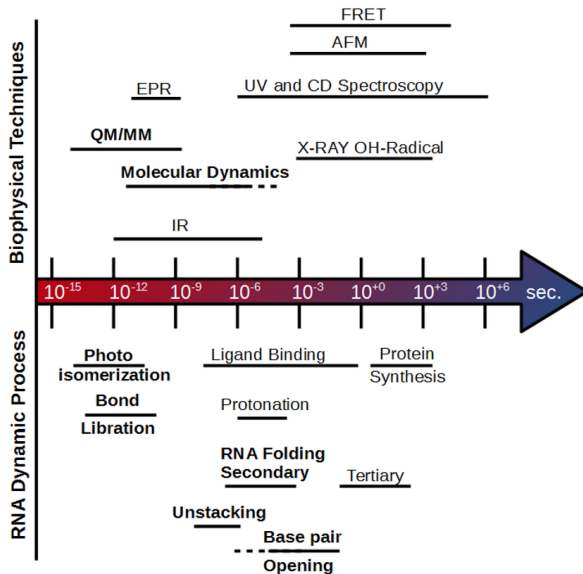 Biophysical Techniques
FRET
AFM
EPR
UV and CD Spectroscopy
QM/MM
X-RAY OH-Radical
Molecular Dynamics
IR
10⁻¹⁵ 10⁻¹² 10⁻⁹ 10⁻⁶ 10⁻³ 10⁺⁰ 10⁺³ 10⁺⁶ sec.
RNA Dynamic Process
Photo
isomerization
Ligand Binding
Protein
Synthesis
Bond
Libration
Protonation
RNA Folding
Secondary
Tertiary
Unstacking
Base pair
Opening